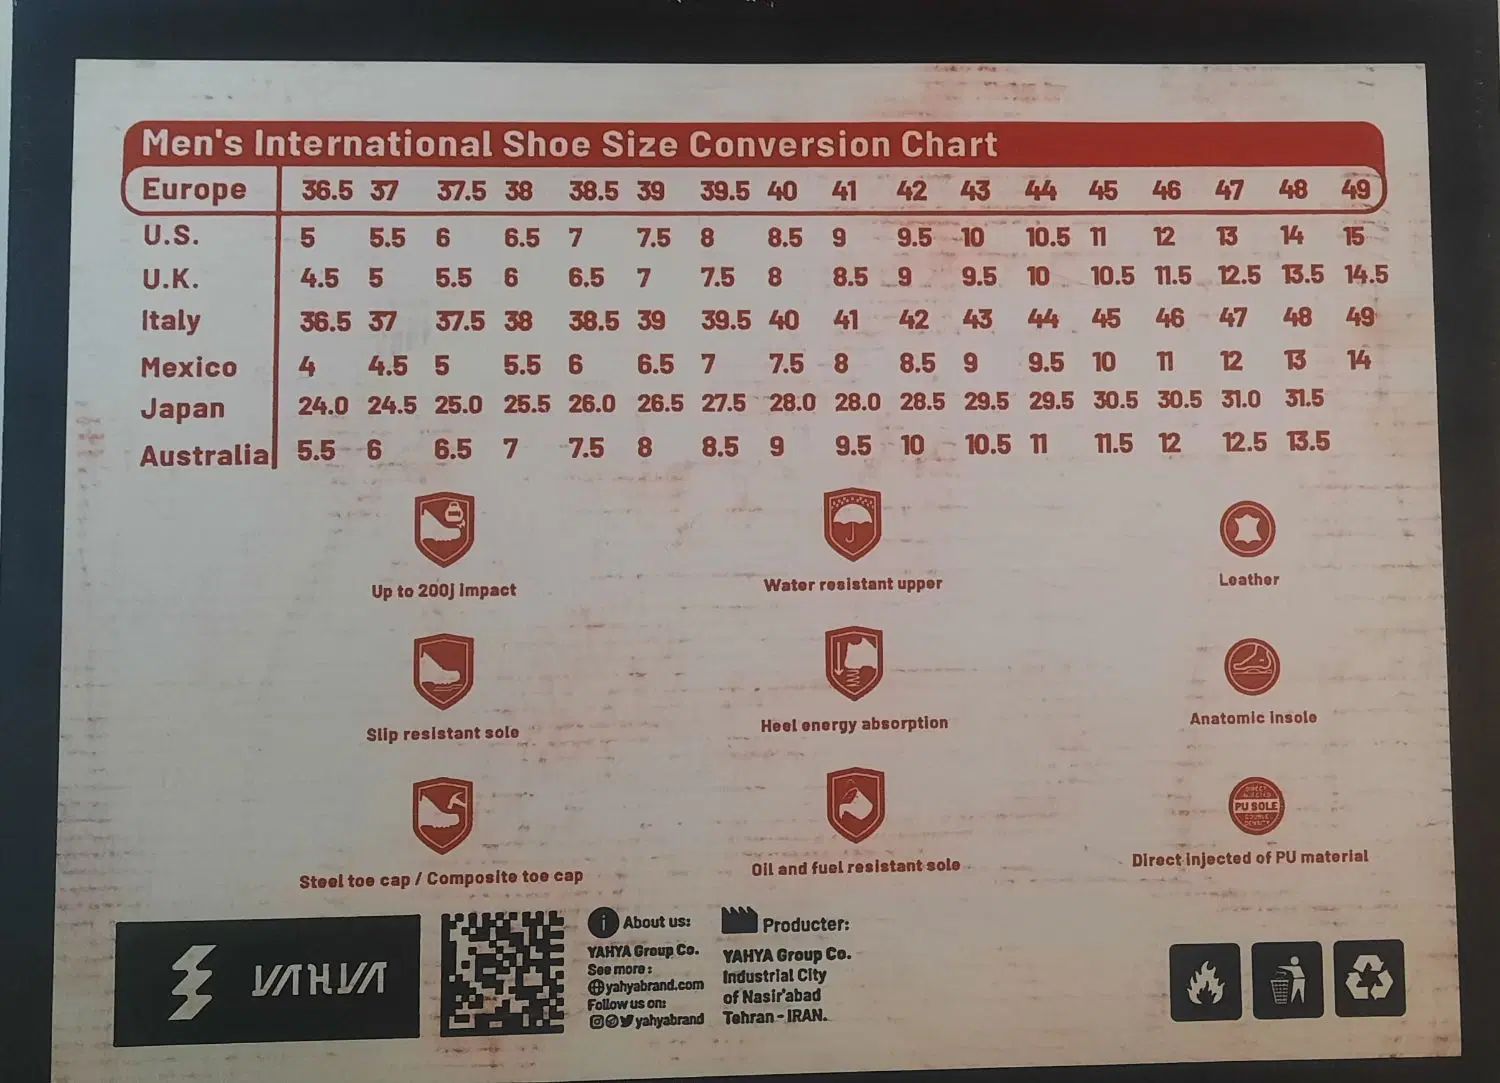 Men's International Shoe Size Conversion Chart
Europe 36.5 37 37.5 38 38.5 39 39.5 40 41 42 43 44 45 46 47 48 49
U.S. 5 5.5 6 6.5 7 7.5 8 8.5 9 9.5 10 10.5 11 12 13 14 15
U.K. 4.5 5 5.5 6 6.5 7 7.5 8 8.5 9 9.5 10 10.5 11.5 12.5 13.5 14.5
Italy 36.5 37 37.5 38 38.5 39 39.5 40 41 42 43 44 45 46 47 48 49
Mexico 4 4.5 5 5.5 6 6.5 7 7.5 8 8.5 9 9.5 10 11 12 13 14
Japan 24.0 24.5 25.0 25.5 26.0 26.5 27.5 28.0 28.0 28.5 29.5 29.5 30.5 30.5 31.0 31.5
Australia 5.5 6 6.5 7 7.5 8 8.5 9 9.5 10 10.5 11 11.5 12 12.5 13.5
Up to 200j impact
Water resistant upper
Leather
Slip resistant sole
Heel energy absorption
Anatomic insole
DIRECT
INJECTED
PU SOLE
DOUBLE
DENSITY
Steel toe cap / Composite toe cap
Oil and fuel resistant sole
Direct injected of PU material
YAHYA
About us:
YAHYA Group Co.
See more:
yahyabrand.com
Follow us on:
yahyabrand
Producter:
YAHYA Group Co.
Industrial City
of Nasir'abad
Tehran - IRAN.